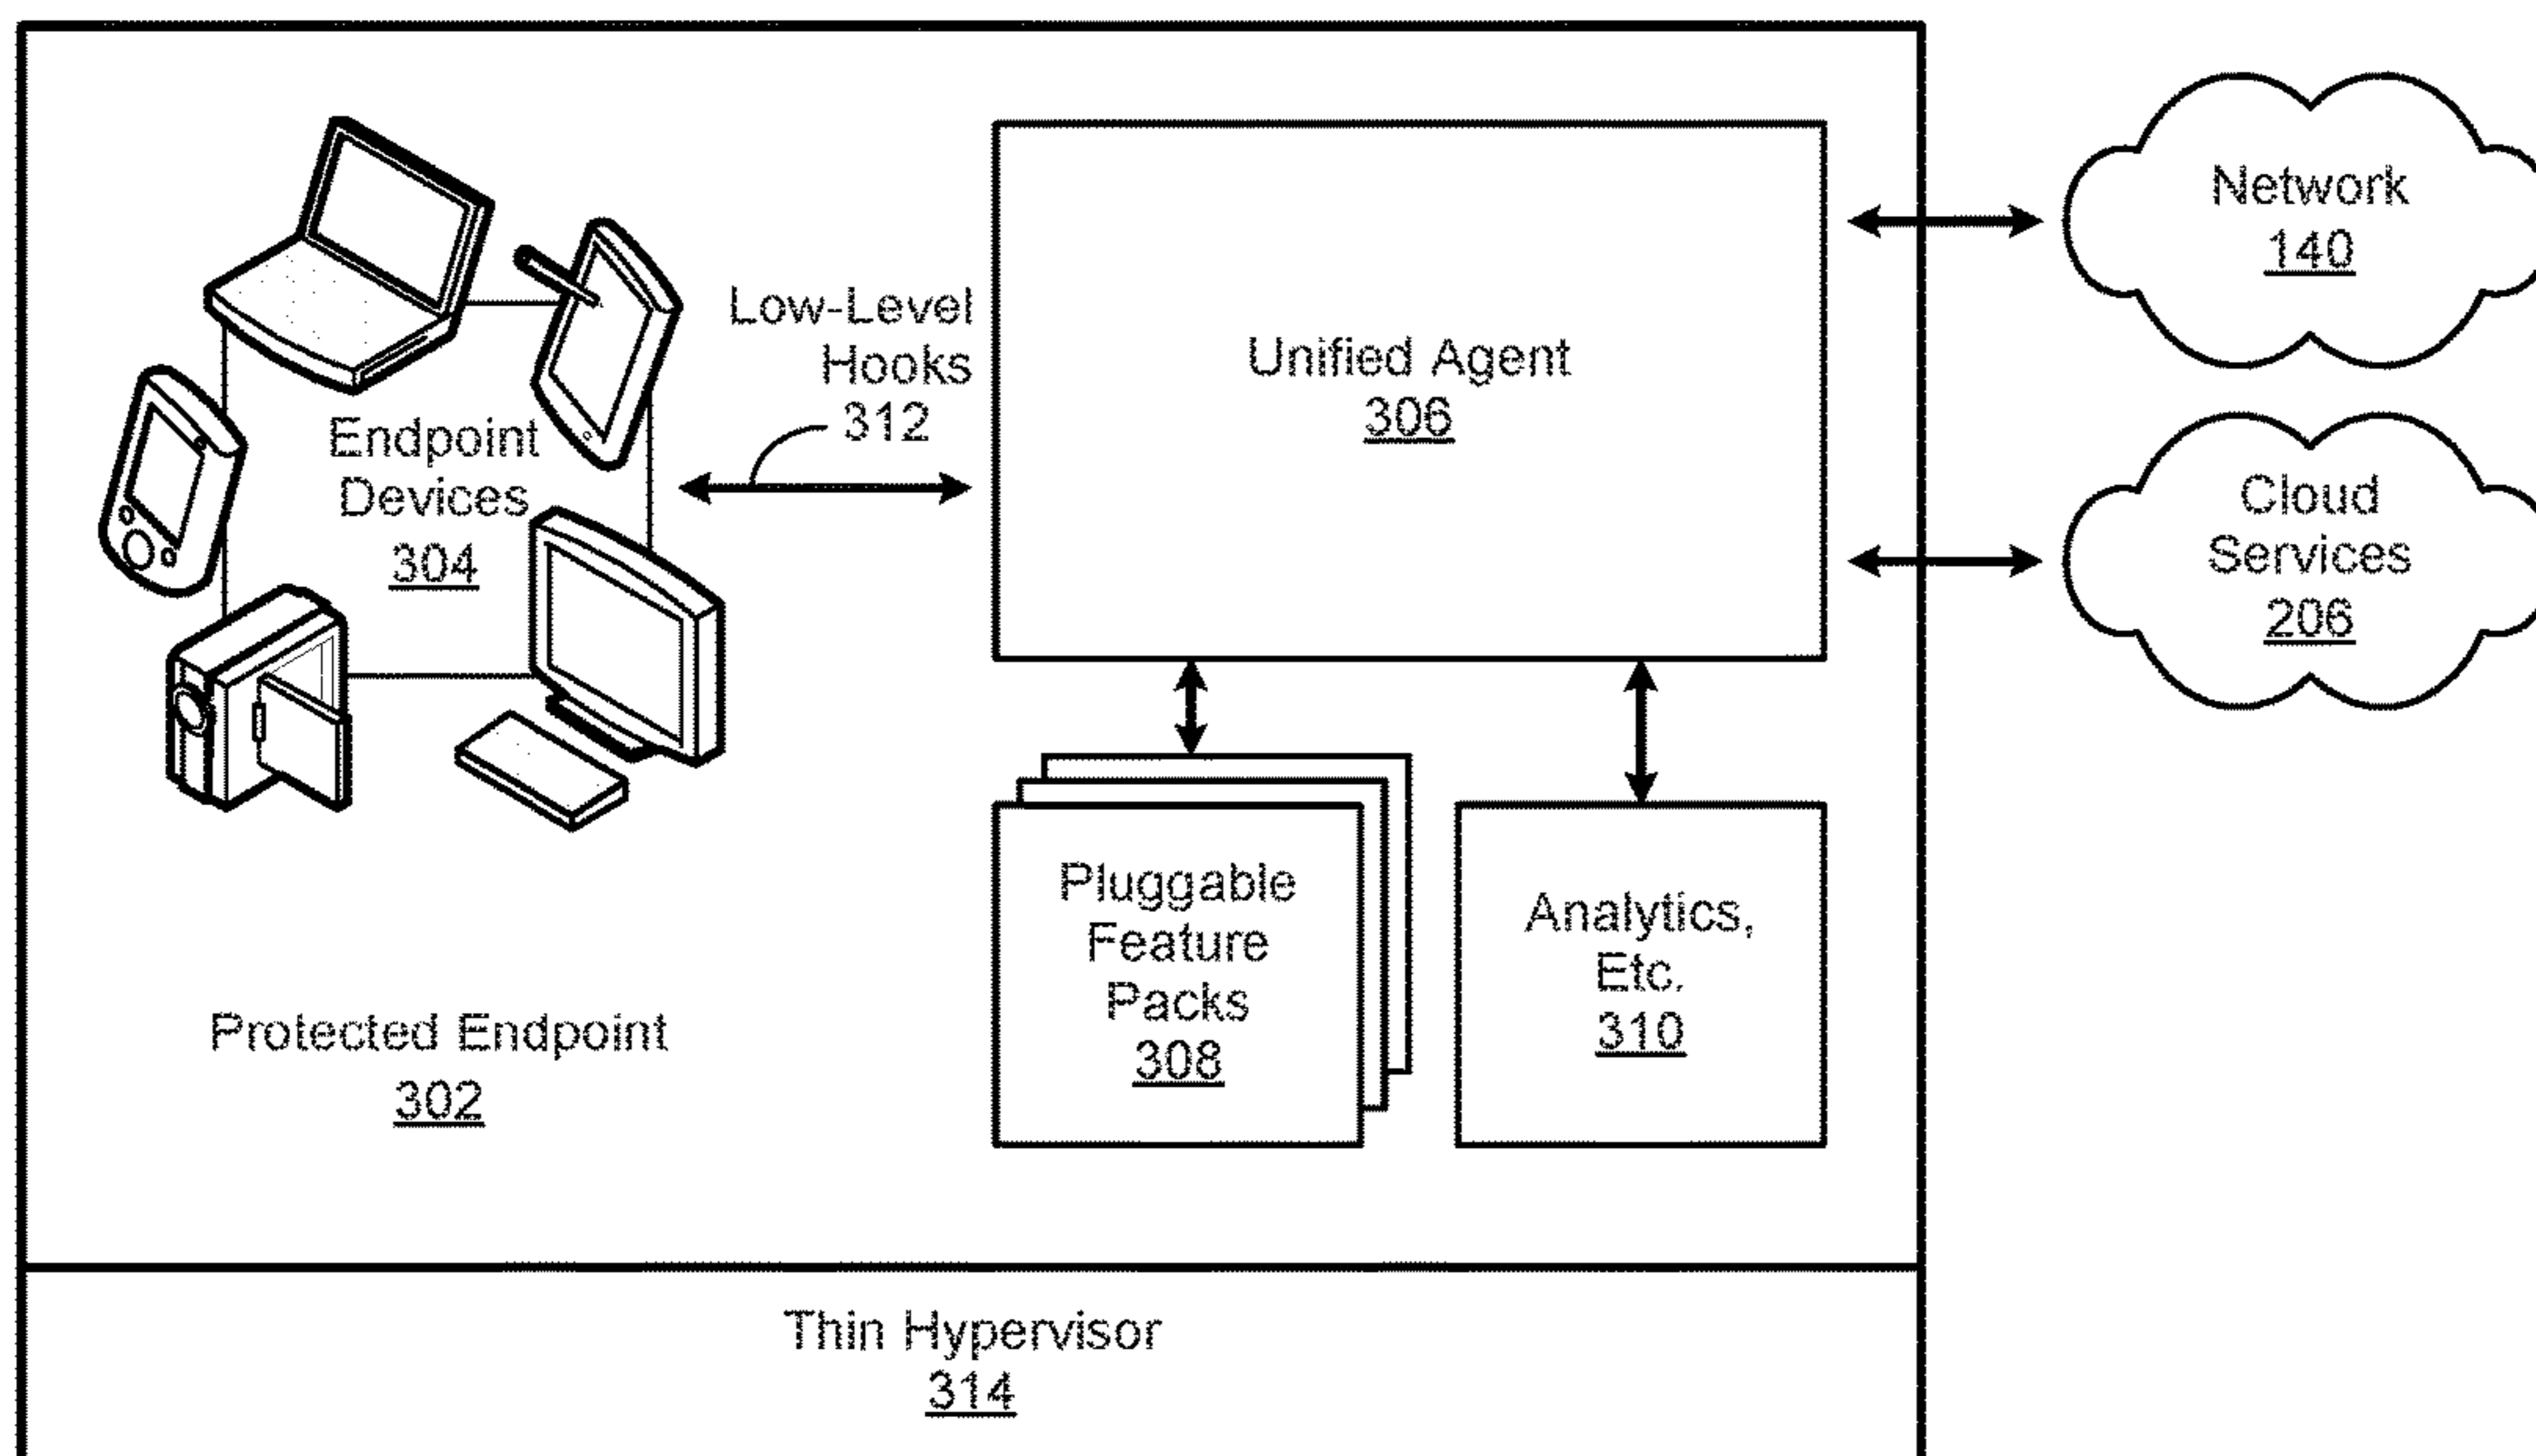 Network
140
Low-Level
Hooks
312
Unified Agent
306
Endpoint
Devices
304
Cloud
Services
206
Pluggable
Feature
Packs
308
Analytics,
Etc.
310
Protected Endpoint
302
Thin Hypervisor
314